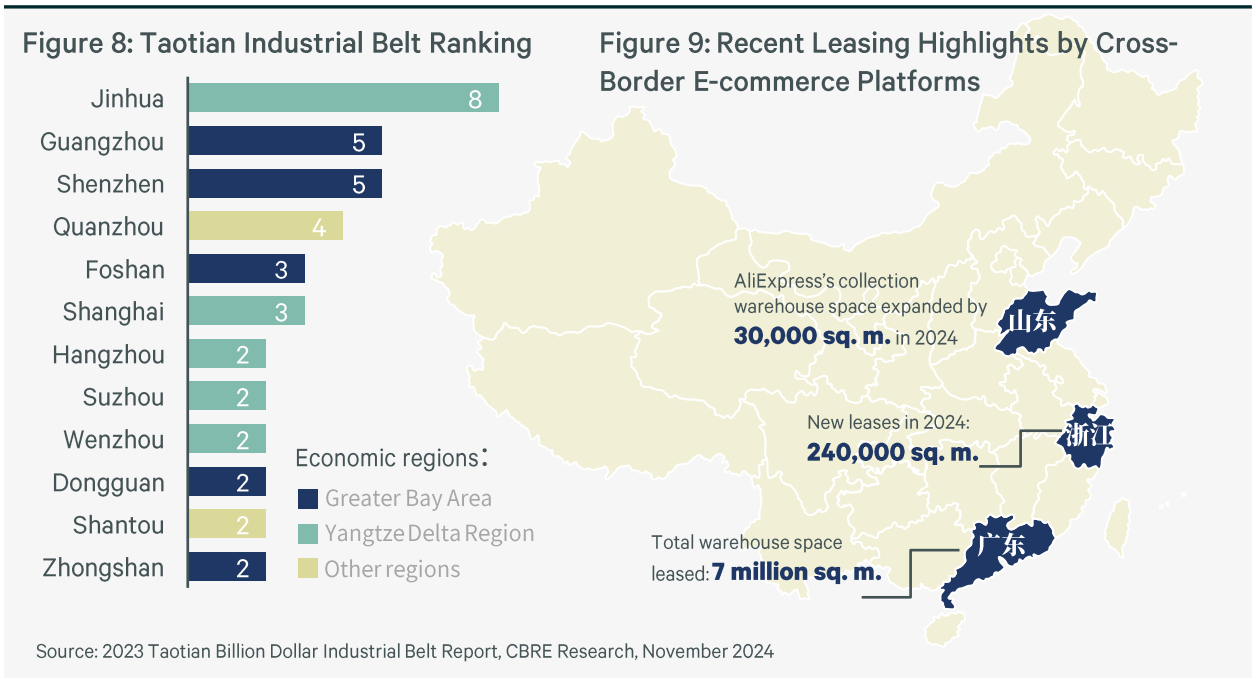 Figure 8: Taotian Industrial Belt Ranking
Jinhua 8
Guangzhou 5
Shenzhen 5
Quanzhou 4
Foshan 3
Shanghai 3
Hangzhou 2
Suzhou 2
Wenzhou 2
Dongguan 2
Shantou 2
Zhongshan 2
Economic regions：
Greater Bay Area
Yangtze Delta Region
Other regions
Figure 9: Recent Leasing Highlights by Cross-
Border E-commerce Platforms
AliExpress's collection
warehouse space expanded by
30,000 sq. m. in 2024
山东
New leases in 2024:
240,000 sq. m.
浙江
Total warehouse space
leased: 7 million sq. m.
广东
Source: 2023 Taotian Billion Dollar Industrial Belt Report, CBRE Research, November 2024